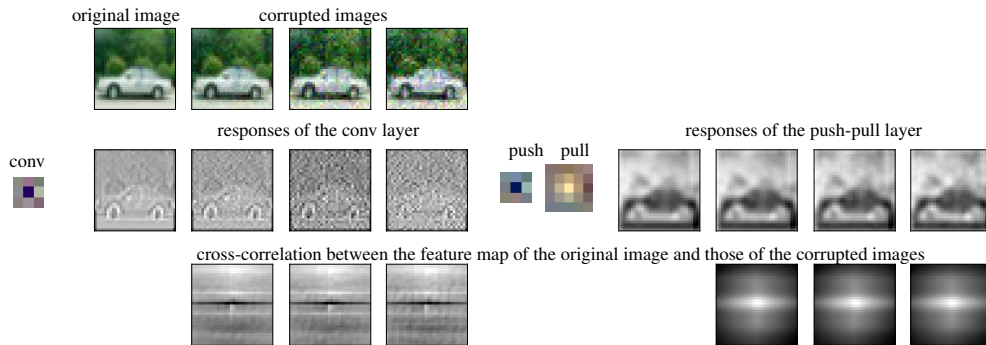 original image corrupted images
responses of the conv layer responses of the push-pull layer
conv push pull
cross-correlation between the feature map of the original image and those of the corrupted images